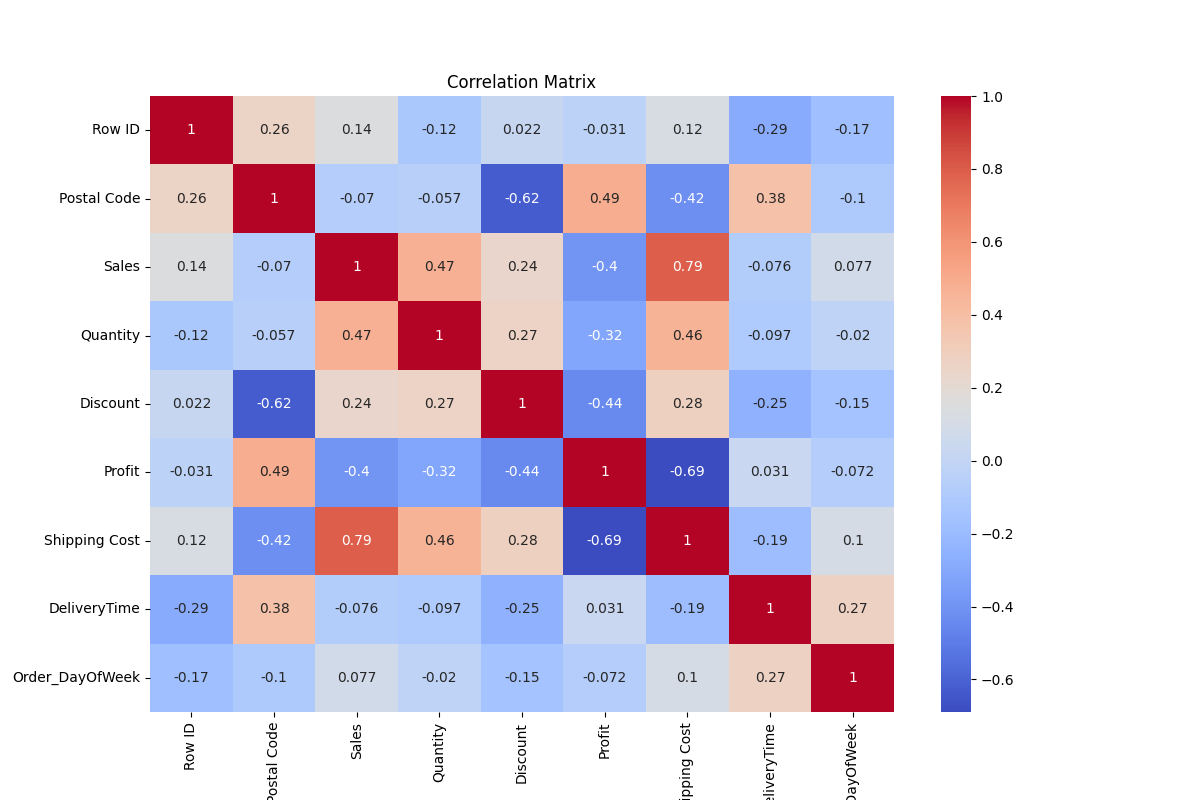 Correlation Matrix
Row ID 1 0.26 0.14 -0.12 0.022 -0.031 0.12 -0.29 -0.17
Postal Code 0.26 1 -0.07 -0.057 -0.62 0.49 -0.42 0.38 -0.1
Sales 0.14 -0.07 1 0.47 0.24 -0.4 0.79 -0.076 0.077
Quantity -0.12 -0.057 0.47 1 0.27 -0.32 0.46 -0.097 -0.02
Discount 0.022 -0.62 0.24 0.27 1 -0.44 0.28 -0.25 -0.15
Profit -0.031 0.49 -0.4 -0.32 -0.44 1 -0.69 0.031 -0.072
Shipping Cost 0.12 -0.42 0.79 0.46 0.28 -0.69 1 -0.19 0.1
DeliveryTime -0.29 0.38 -0.076 -0.097 -0.25 0.031 -0.19 1 0.27
Order_DayOfWeek -0.17 -0.1 0.077 -0.02 -0.15 -0.072 0.1 0.27 1
Row ID
Postal Code
Sales
Quantity
Discount
Profit
ipping Cost
eliveryTime
DayOfWeek
1.0
0.8
0.6
0.4
0.2
0.0
−0.2
−0.4
−0.6